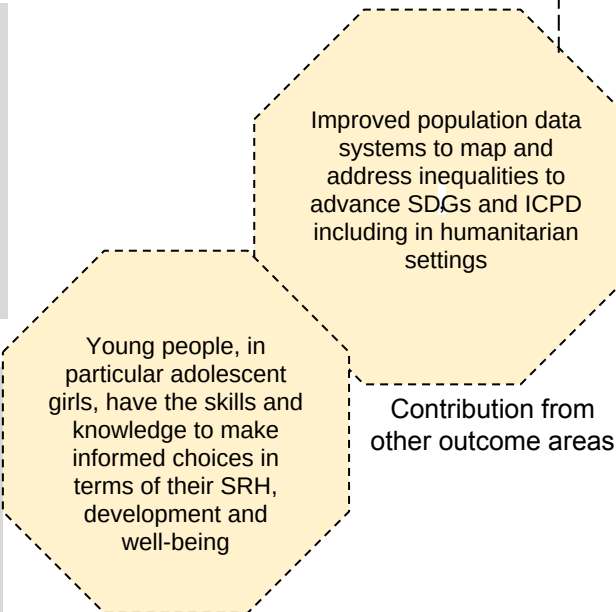 Improved population data
systems to map and
address inequalities to
advance SDGs and ICPD
including in humanitarian
settings
Young people, in
particular adolescent
girls, have the skills and
knowledge to make
informed choices in
terms of their SRH,
development and
well-being
Contribution from
other outcome areas